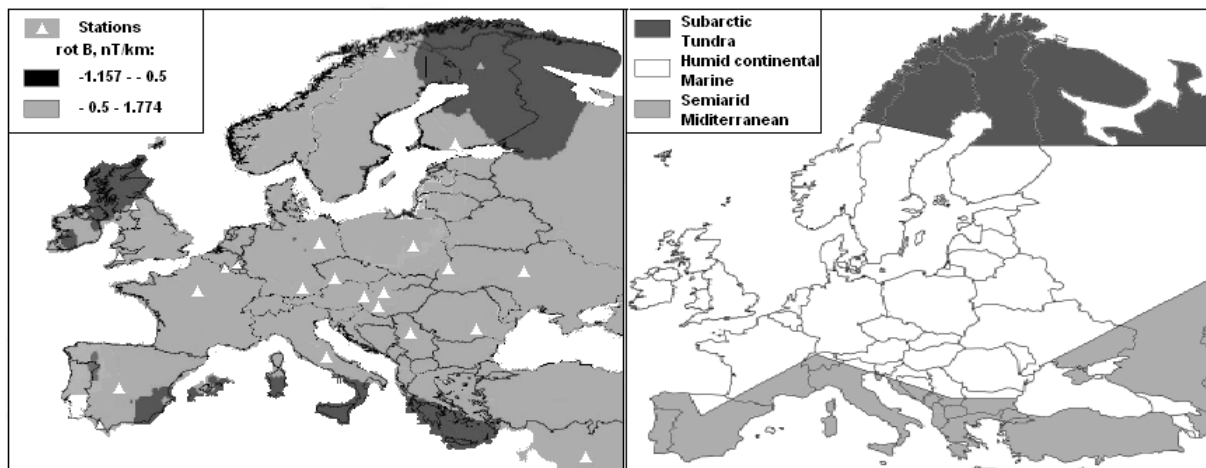 Stations
rot B, nT/km:
-1.157 - - 0.5
- 0.5 - 1.774
Subarctic
Tundra
Humid continental
Marine
Semiarid
Miditerranean